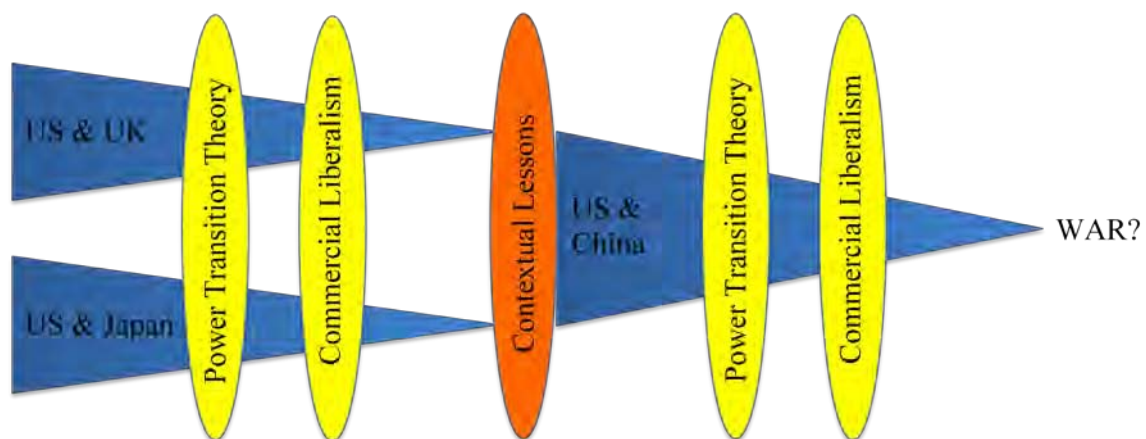 US & UK
US & Japan
Power Transition Theory
Commercial Liberalism
Contextual Lessons
US &
China
Power Transition Theory
Commercial Liberalism
WAR?